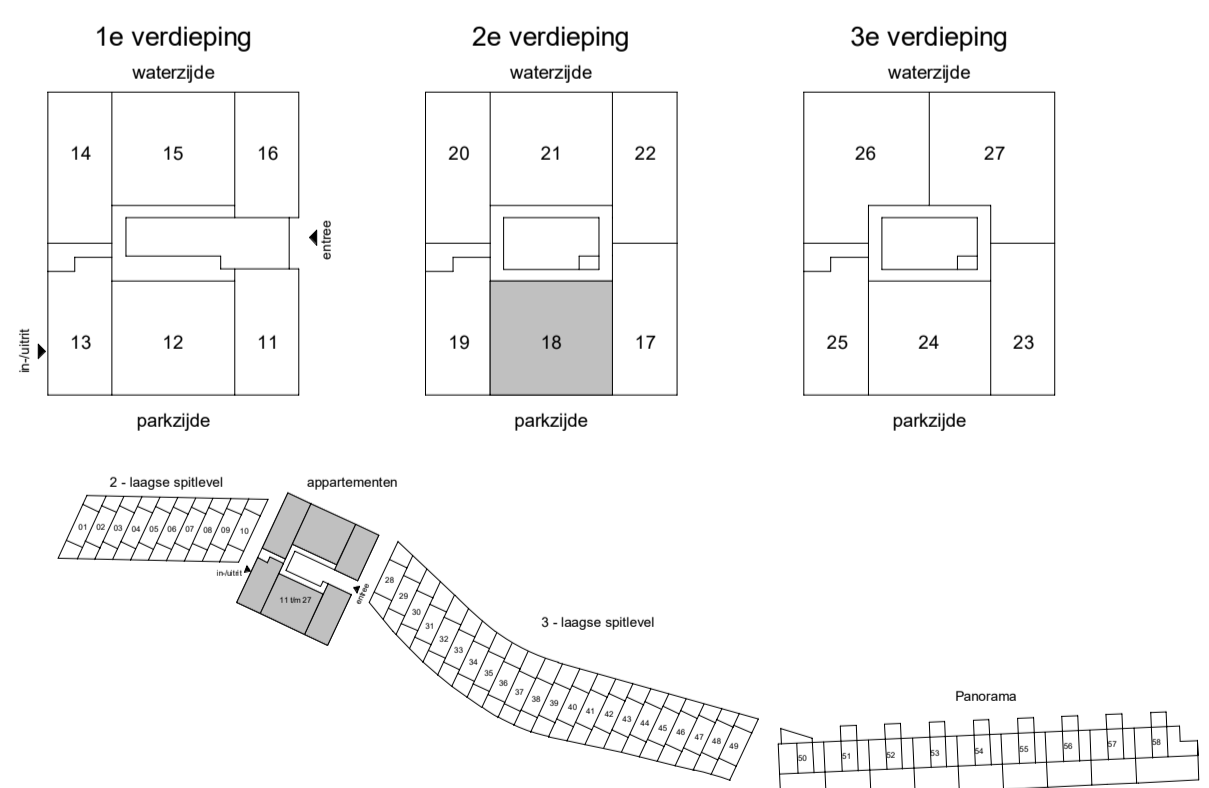 1e verdieping
waterzijde
14
15
16
entree
in-/uitrit
13
12
11
parkzijde
2e verdieping
waterzijde
20
21
22
19
18
17
parkzijde
3e verdieping
waterzijde
26
27
25
24
23
parkzijde
2 - laagse spitlevel
01 02 03 04 05 06 07 08 09 10
appartementen
in-/uitrit
11 t/m 27
entree
3 - laagse spitlevel
28
29
30
31
32
33
34
35
36
37
38
39
40
41
42
43
44
45
46
47
48
49
Panorama
50 51 52 53 54 55 56 57 58